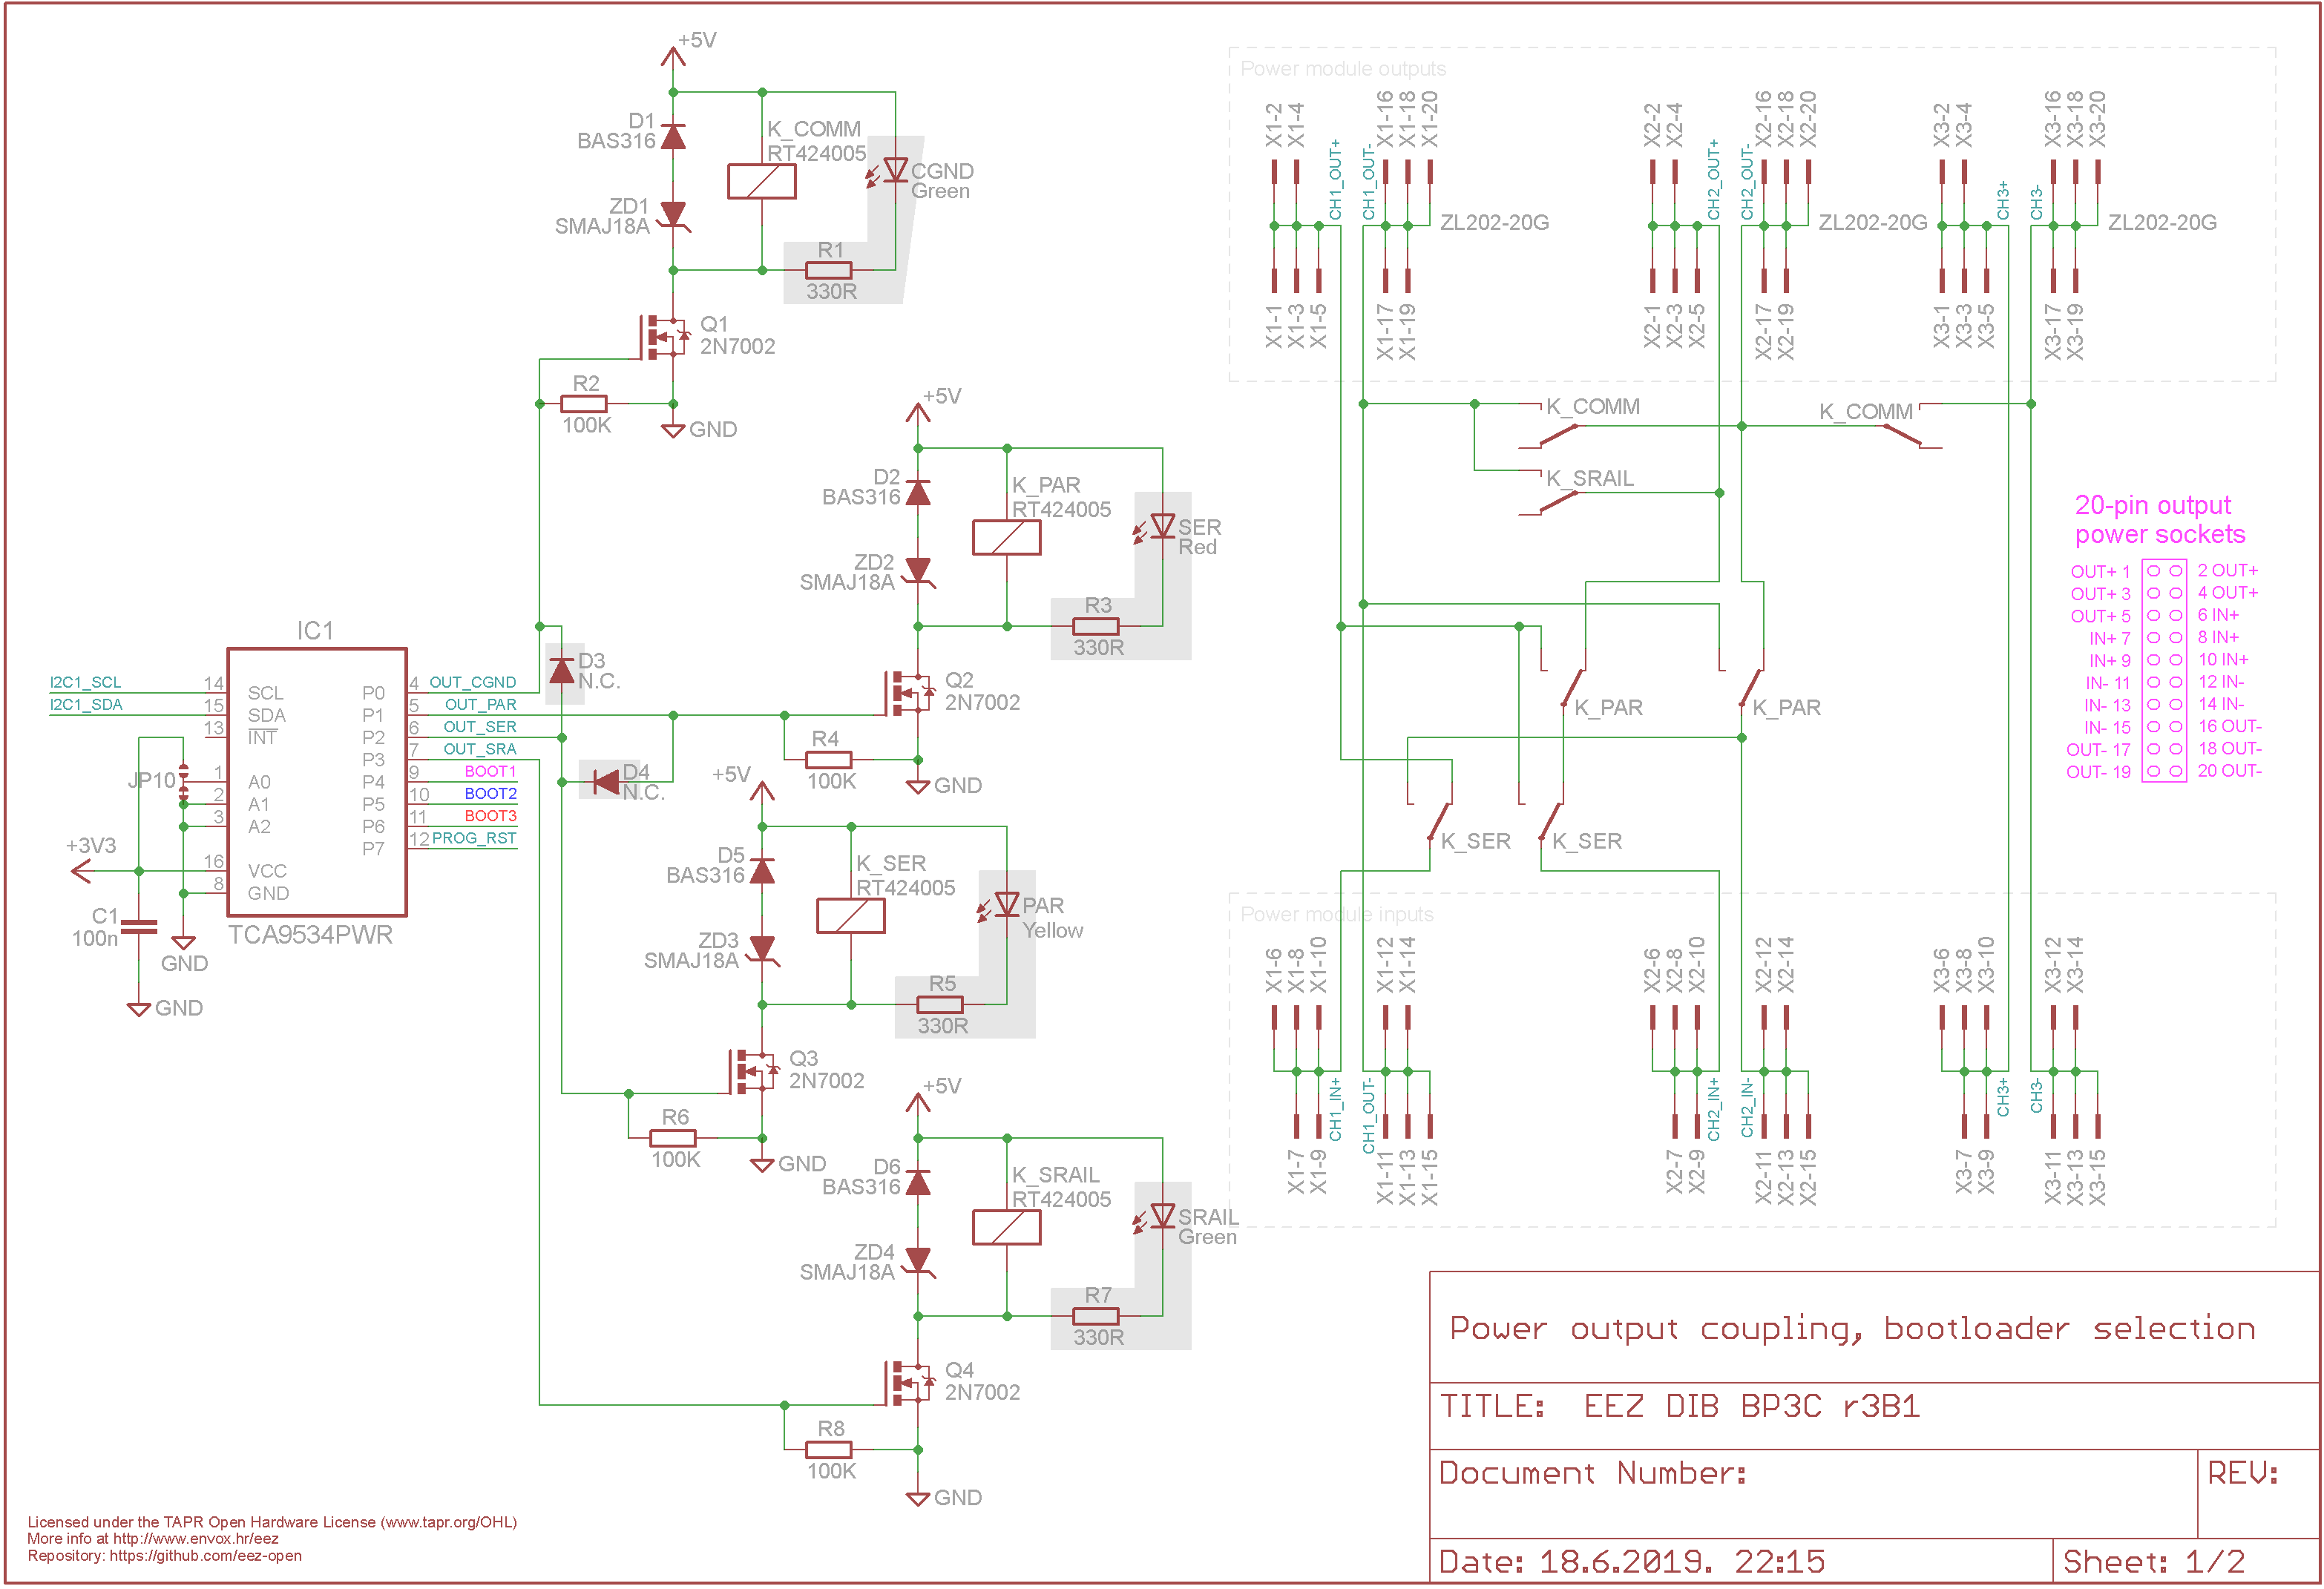 +5V
D1
BAS316
K_COMM
RT424005
CGND
Green
ZD1
SMAJ18A
R1
330R
Q1
2N7002
R2
100K
GND
+5V
D2
BAS316
K_PAR
RT424005
SER
Red
ZD2
SMAJ18A
R3
330R
Q2
2N7002
R4
100K
GND
IC1
I2C1_SCL
I2C1_SDA
14
15
13
1
2
3
16
8
SCL
SDA
INT
A0
A1
A2
VCC
GND
P0
P1
P2
P3
P4
P5
P6
P7
4
5
6
7
9
10
11
12
OUT_CGND
OUT_PAR
OUT_SER
OUT_SRA
BOOT1
BOOT2
BOOT3
PROG_RST
TCA9534PWR
JP10
+3V3
C1
100n
GND
GND
D3
N.C.
D4
N.C.
+5V
D5
BAS316
K_SER
RT424005
PAR
Yellow
ZD3
SMAJ18A
R5
330R
Q3
2N7002
R6
100K
GND
+5V
D6
BAS316
K_SRAIL
RT424005
SRAIL
Green
ZD4
SMAJ18A
R7
330R
Q4
2N7002
R8
100K
GND
Power module outputs
X1-2
X1-4
CH1_OUT+
CH1_OUT-
X1-16
X1-18
X1-20
ZL202-20G
X1-1
X1-3
X1-5
X1-17
X1-19
X2-2
X2-4
CH2_OUT+
CH2_OUT-
X2-16
X2-18
X2-20
ZL202-20G
X2-1
X2-3
X2-5
X2-17
X2-19
X3-2
X3-4
CH3+
CH3-
X3-16
X3-18
X3-20
ZL202-20G
X3-1
X3-3
X3-5
X3-17
X3-19
K_COMM
K_COMM
K_SRAIL
K_PAR
K_PAR
K_SER
K_SER
20-pin output
power sockets
OUT+ 1 2 OUT+
OUT+ 3 4 OUT+
OUT+ 5 6 IN+
IN+ 7 8 IN+
IN+ 9 10 IN+
IN- 11 12 IN-
IN- 13 14 IN-
IN- 15 16 OUT-
OUT- 17 18 OUT-
OUT- 19 20 OUT-
Power module inputs
X1-6
X1-8
X1-10
X1-12
X1-14
CH1_IN+
CH1_OUT-
X1-7
X1-9
X1-11
X1-13
X1-15
X2-6
X2-8
X2-10
X2-12
X2-14
CH2_IN+
CH2_IN-
X2-7
X2-9
X2-11
X2-13
X2-15
X3-6
X3-8
X3-10
X3-12
X3-14
CH3+
CH3-
X3-7
X3-9
X3-11
X3-13
X3-15
Power output coupling, bootloader selection
TITLE: EEZ DIB BP3C r3B1
Document Number:
REV:
Date: 18.6.2019. 22:15
Sheet: 1/2
Licensed under the TAPR Open Hardware License (www.tapr.org/OHL)
More info at http://www.envox.hr/eez
Repository: https://github.com/eez-open